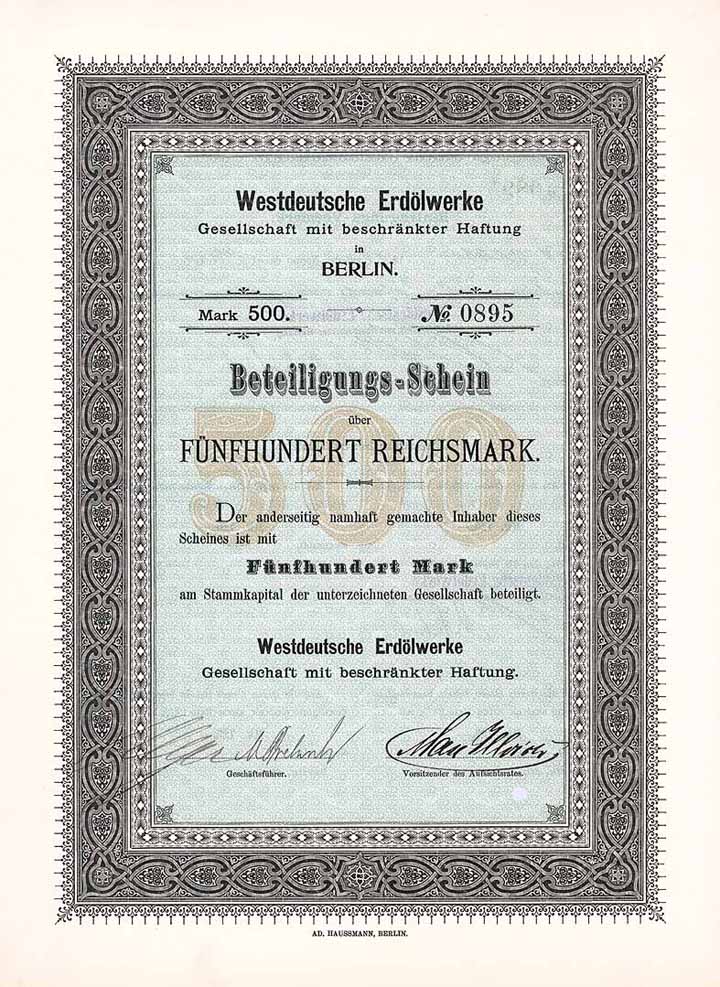 Westdeutsche Erdölwerke
Gesellschaft mit beschränkter Haftung
in
BERLIN.
Mark 500. № 0895
Beteiligungs-Schein
über
500
FÜNFHUNDERT REICHSMARK.
Der anderseitig namhaft gemachte Inhaber dieses
Scheines ist mit
Fünfhundert Mark
am Stammkapital der unterzeichneten Gesellschaft beteiligt.
Westdeutsche Erdölwerke
Gesellschaft mit beschränkter Haftung.
Geschäftsführer. Vorsitzender des Aufsichtsrates.
AD. HAUSSMANN, BERLIN.